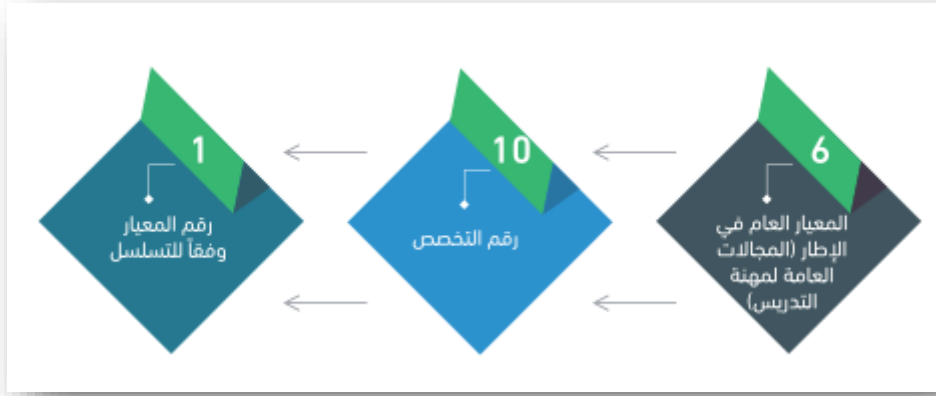 6
المعيار العام في
الإطار (المجالات
العامة لمهنة
التدريس)
10
رقم التخصص
1
رقم المعيار
وفقاً للتسلسل